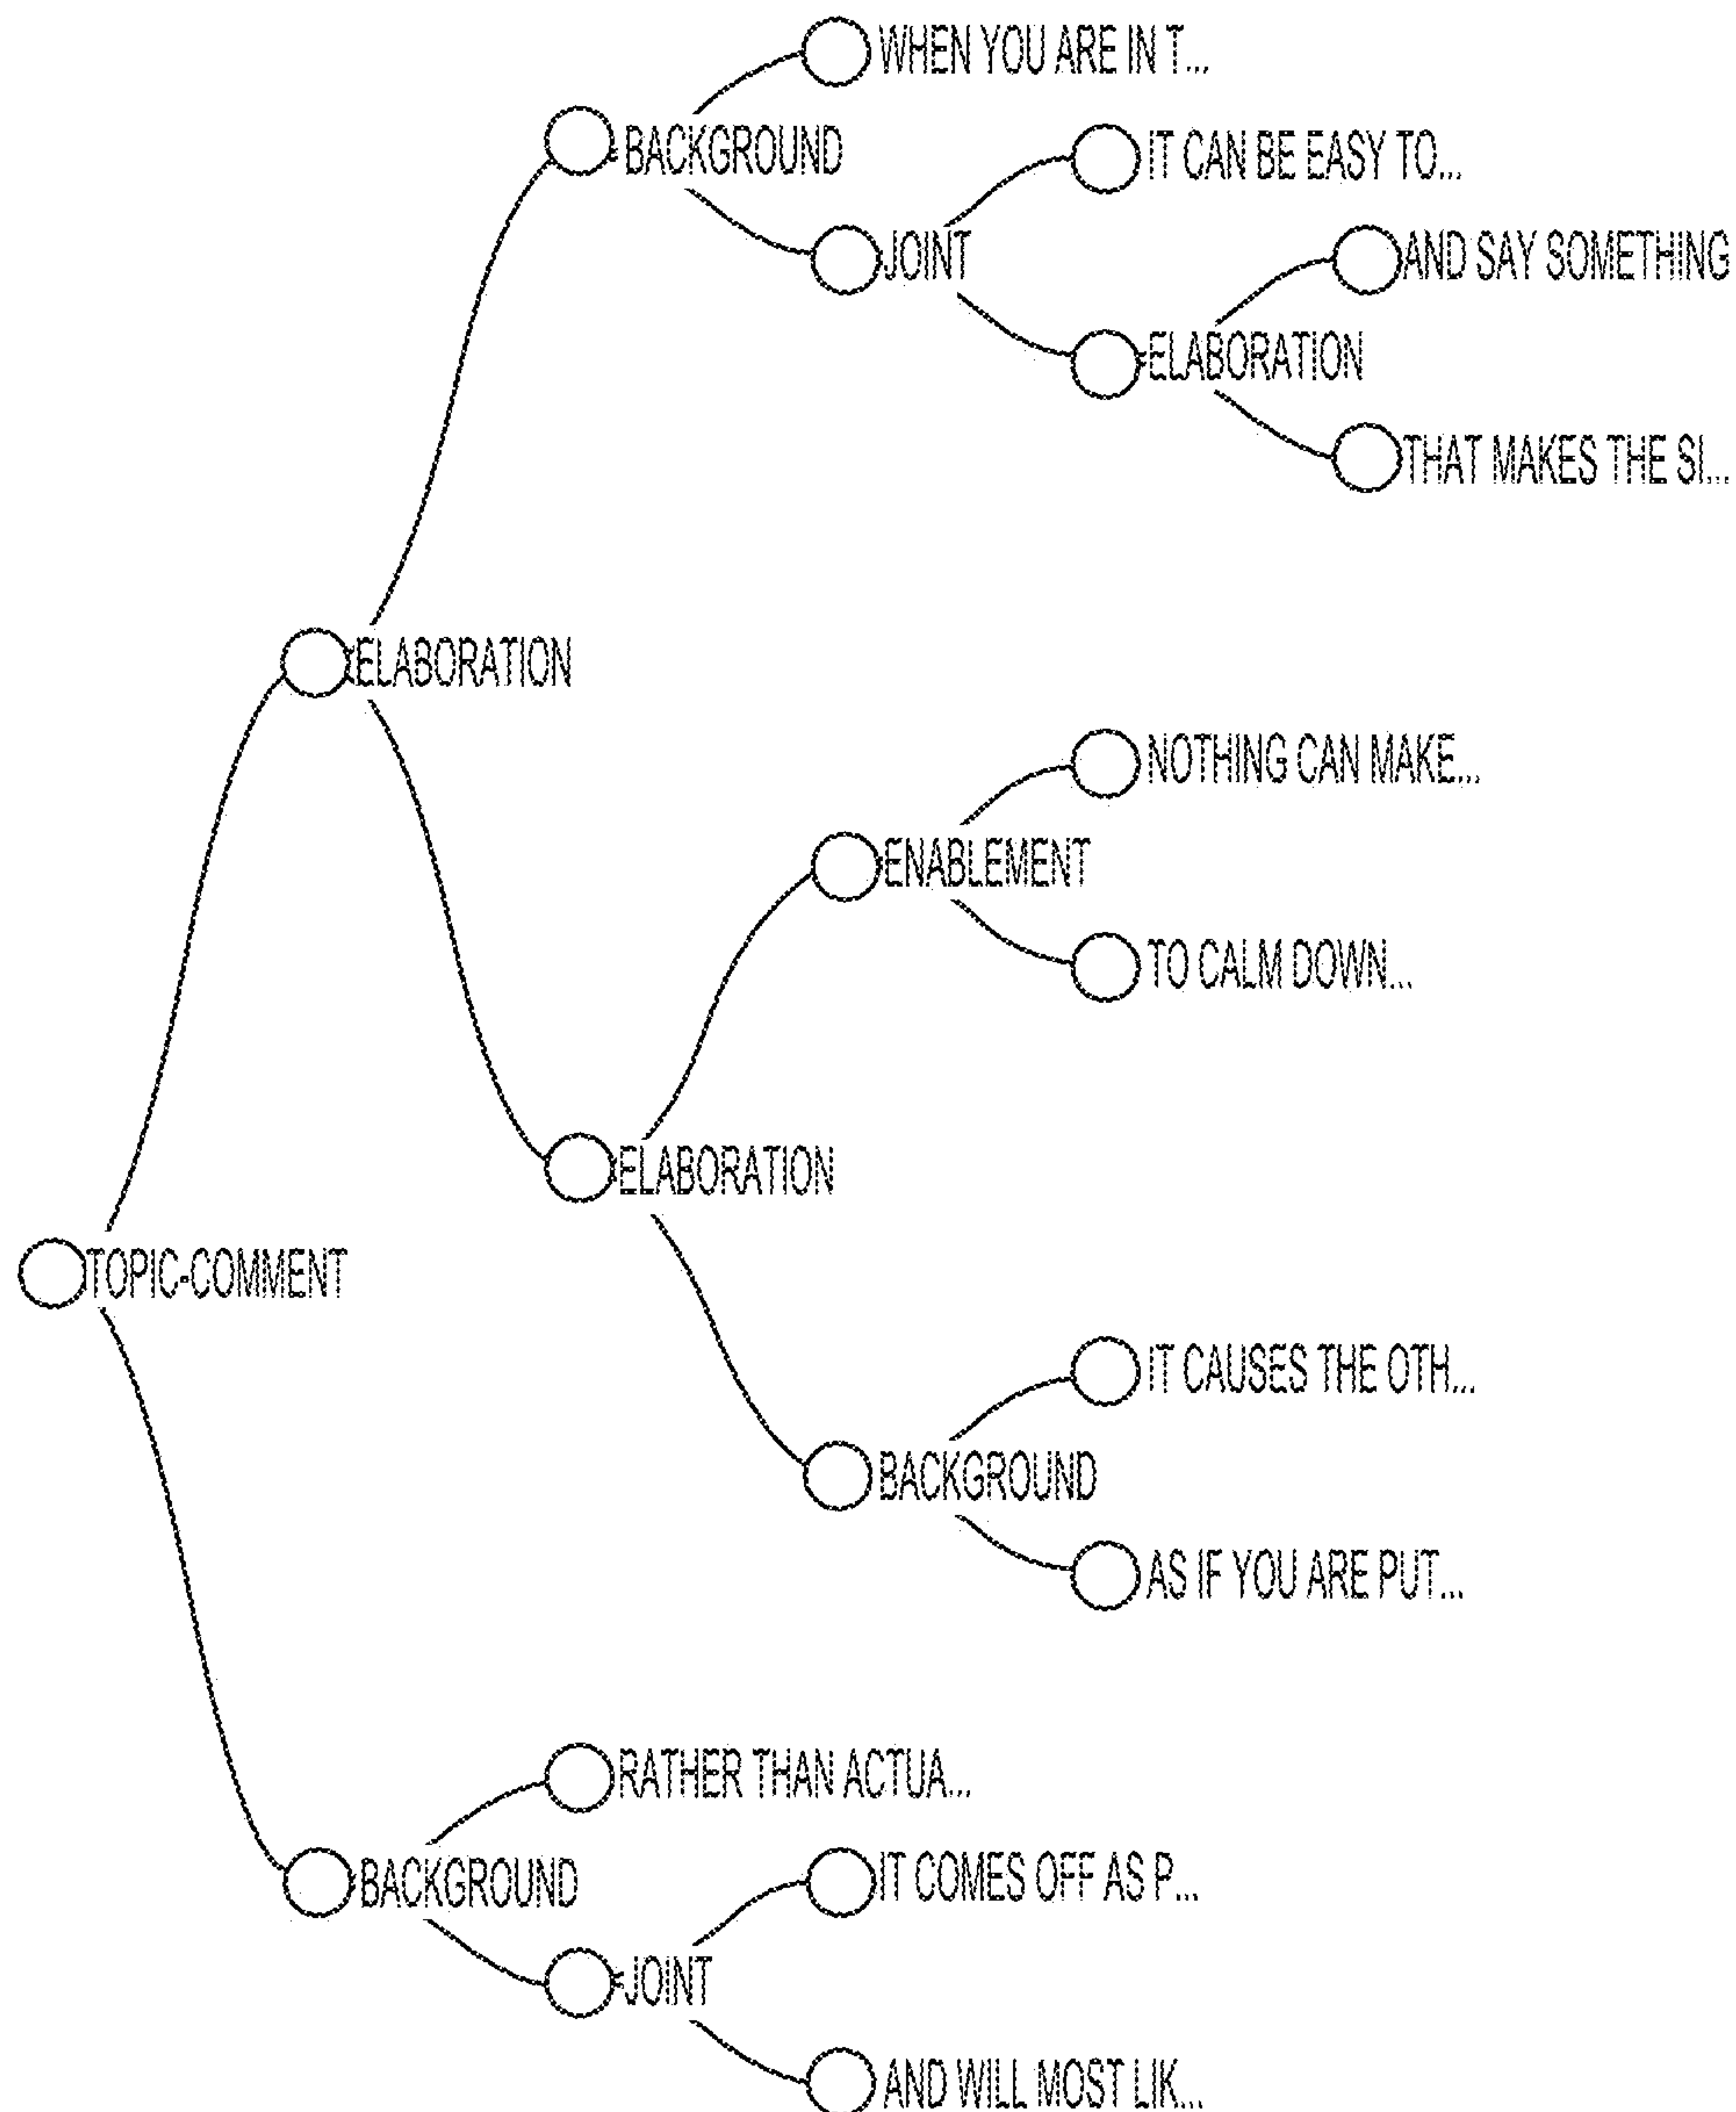 WHEN YOU ARE IN T...
BACKGROUND
IT CAN BE EASY TO...
JOINT
AND SAY SOMETHING
ELABORATION
THAT MAKES THE SI...
ELABORATION
NOTHING CAN MAKE...
ENABLEMENT
TO CALM DOWN...
ELABORATION
TOPIC-COMMENT
IT CAUSES THE OTH...
BACKGROUND
AS IF YOU ARE PUT...
RATHER THAN ACTUA...
BACKGROUND
IT COMES OFF AS P...
JOINT
AND WILL MOST LIK...